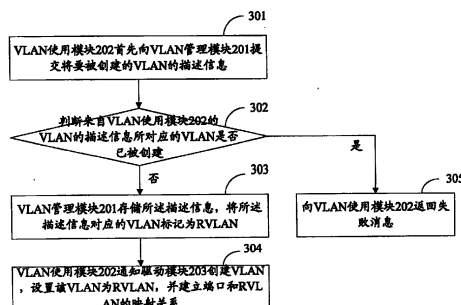 301
VLAN使用模块202首先向VLAN管理模块201提
交将要被创建的VLAN的描述信息
302
判断来自VLAN使用模块202的
VLAN的描述信息所对应的VLAN是否
已被创建
是
否
303
VLAN管理模块201存储所述描述信息，将所述
描述信息对应的VLAN标记为RVLAN
305
向VLAN使用模块202返回失
败消息
304
VLAN使用模块202通知驱动模块203创建VLAN
，设置该VLAN为RVLAN，并建立端口和RVL
AN的映射关系